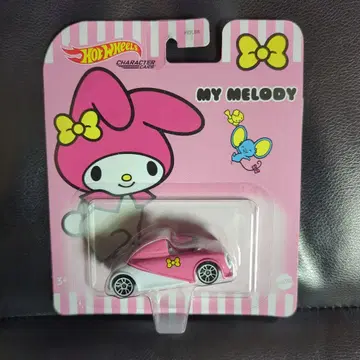 HOT WHEELS
CHARACTER
CARS
MY MELODY
3+